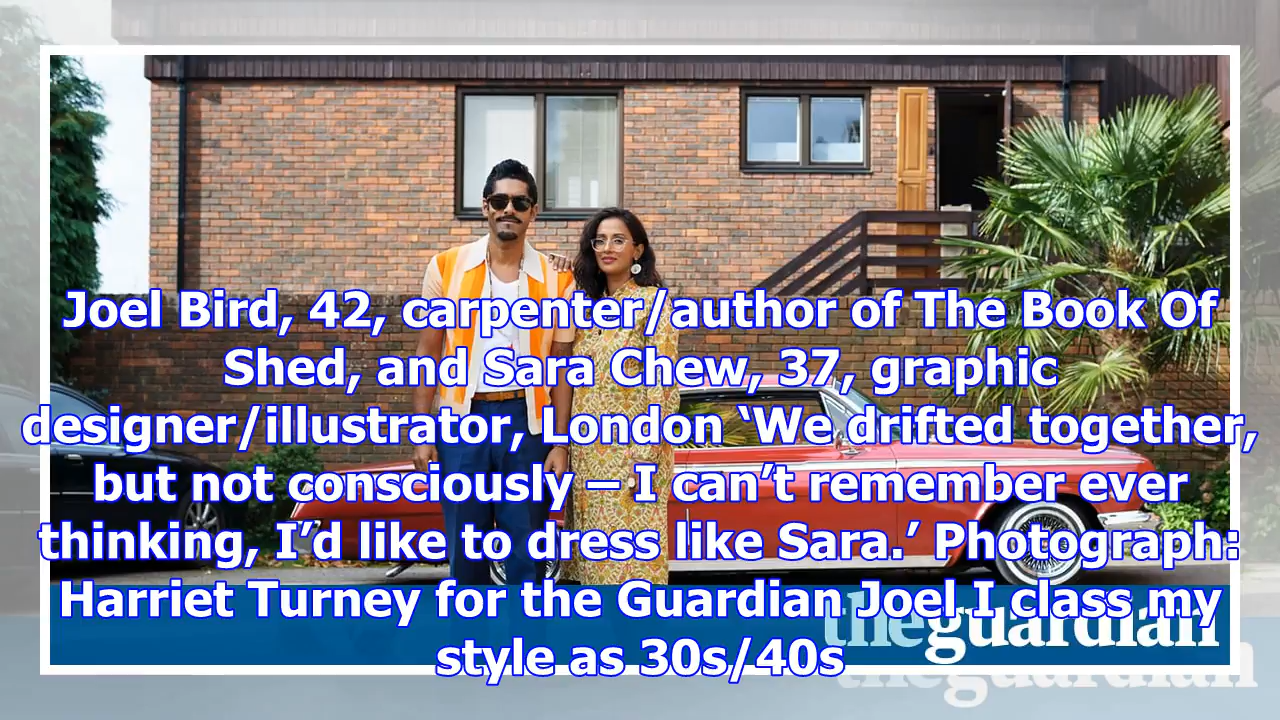 Joel Bird, 42, carpenter/author of The Book Of
Shed, and Sara Chew, 37, graphic
designer/illustrator, London ‘We drifted together,
but not consciously – I can’t remember ever
thinking, I’d like to dress like Sara.’ Photograph:
Harriet Turney for the Guardian Joel I class my
style as 30s/40s
theguardian
theguardian